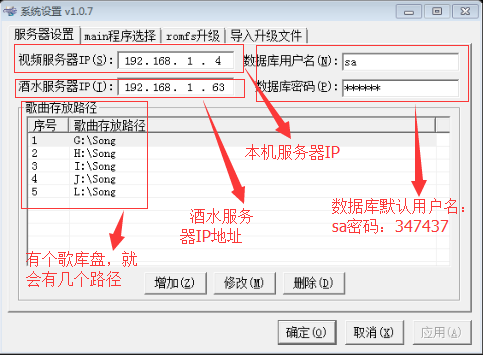 系统设置 v1.0.7
服务器设置 main程序选择 romfs升级 导入升级文件
视频服务器IP(S): 192.168. 1 . 4 数据库用户名(N): sa
酒水服务器IP(I): 192.168. 1 . 63 数据库密码(P): ******
歌曲存放路径
序号 歌曲存放路径
1 G:\Song
2 H:\Song
3 I:\Song
4 J:\Song
5 L:\Song
本机服务器IP
酒水服务
器IP地址
数据库默认用户名:
sa密码: 347437
有个歌库盘，就
会有几个路径
增加(Z) 修改(M) 删除(D)
确定(O) 取消(X) 应用(A)